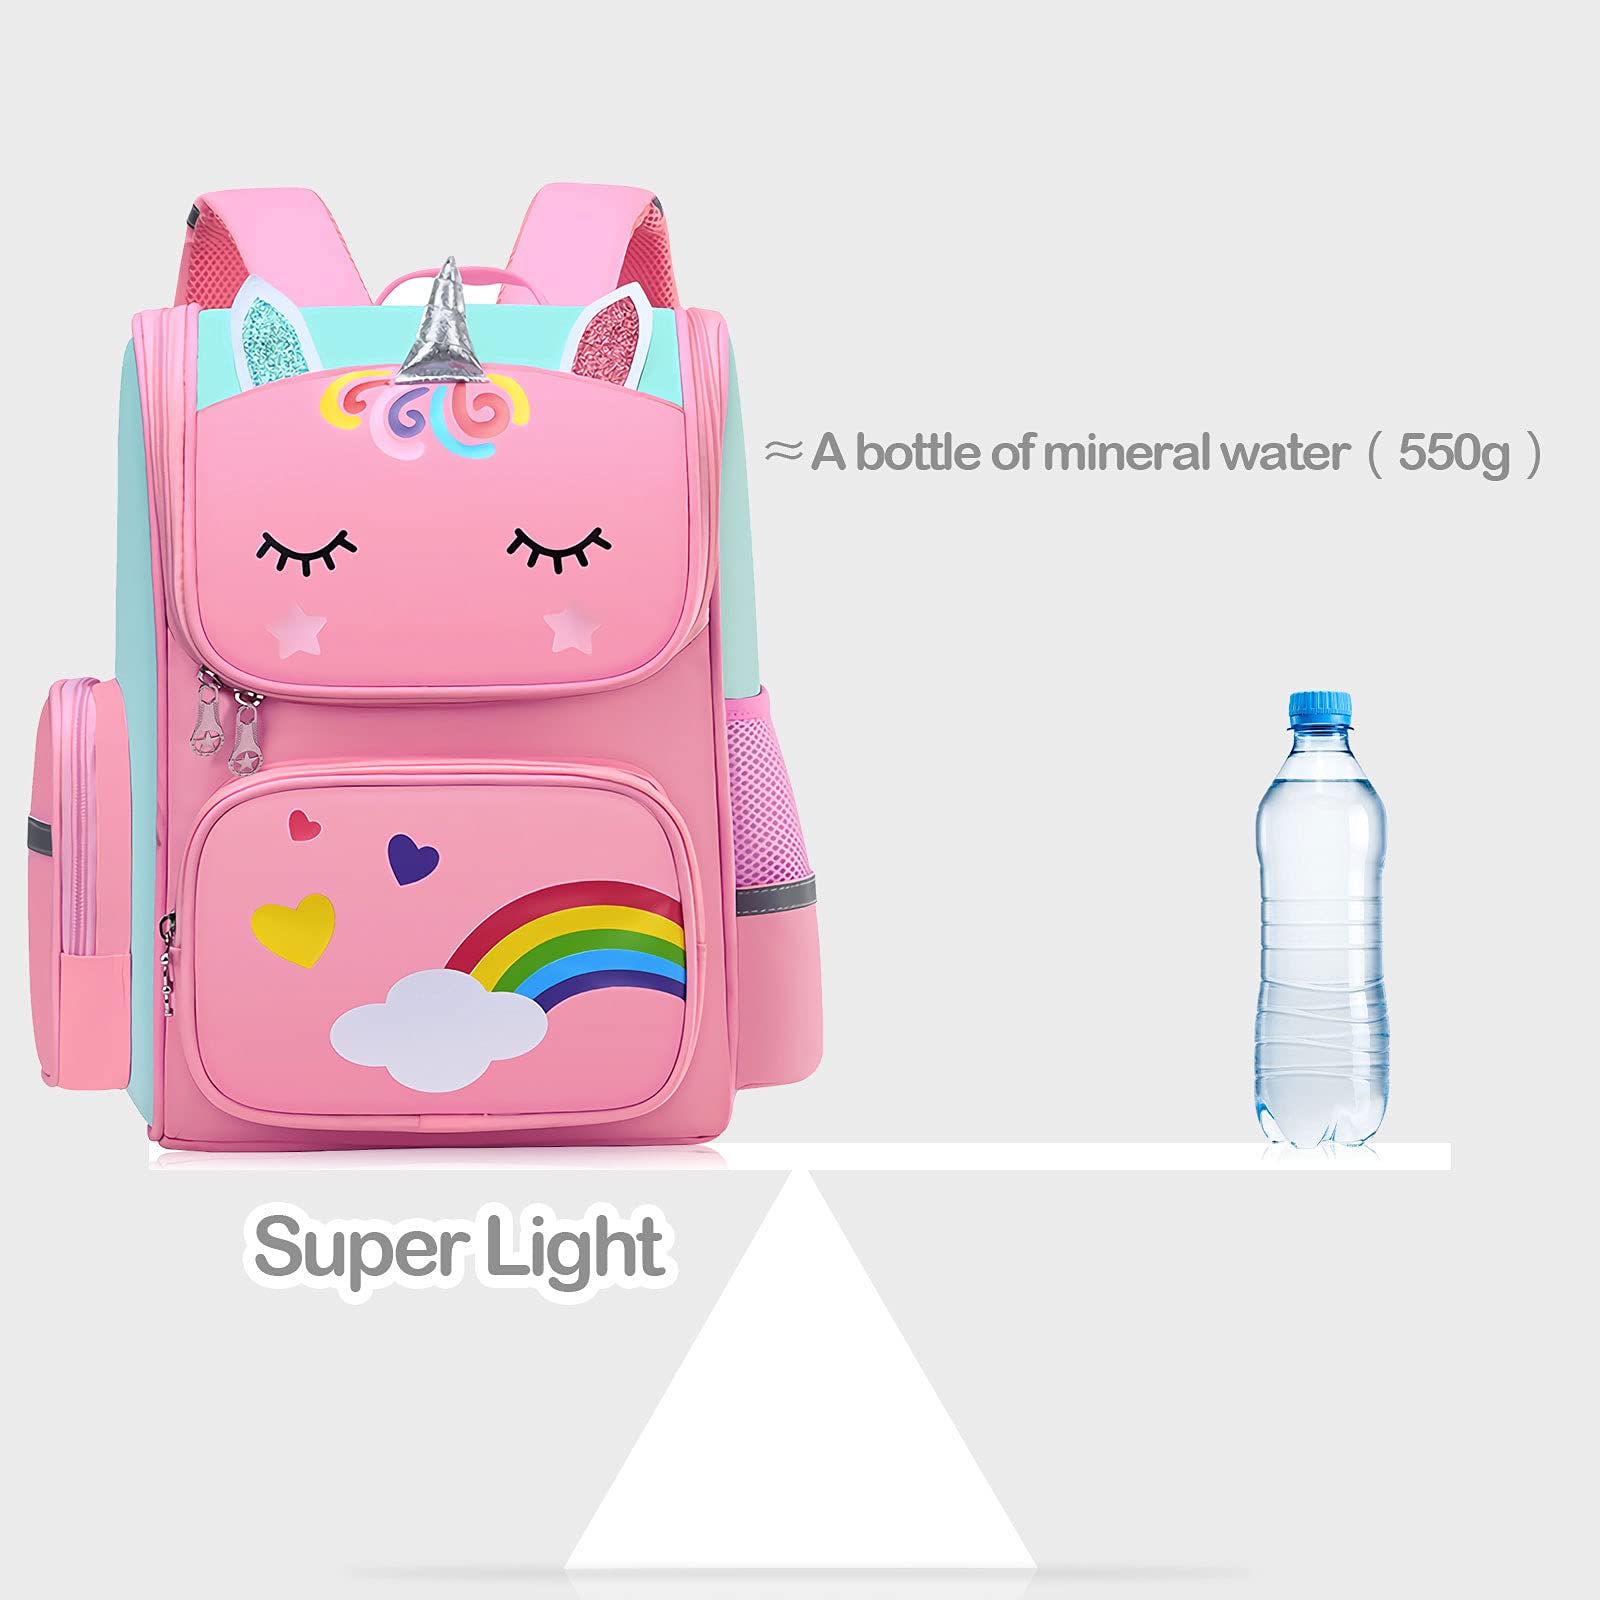 ≈ A bottle of mineral water（550g）
Super Light